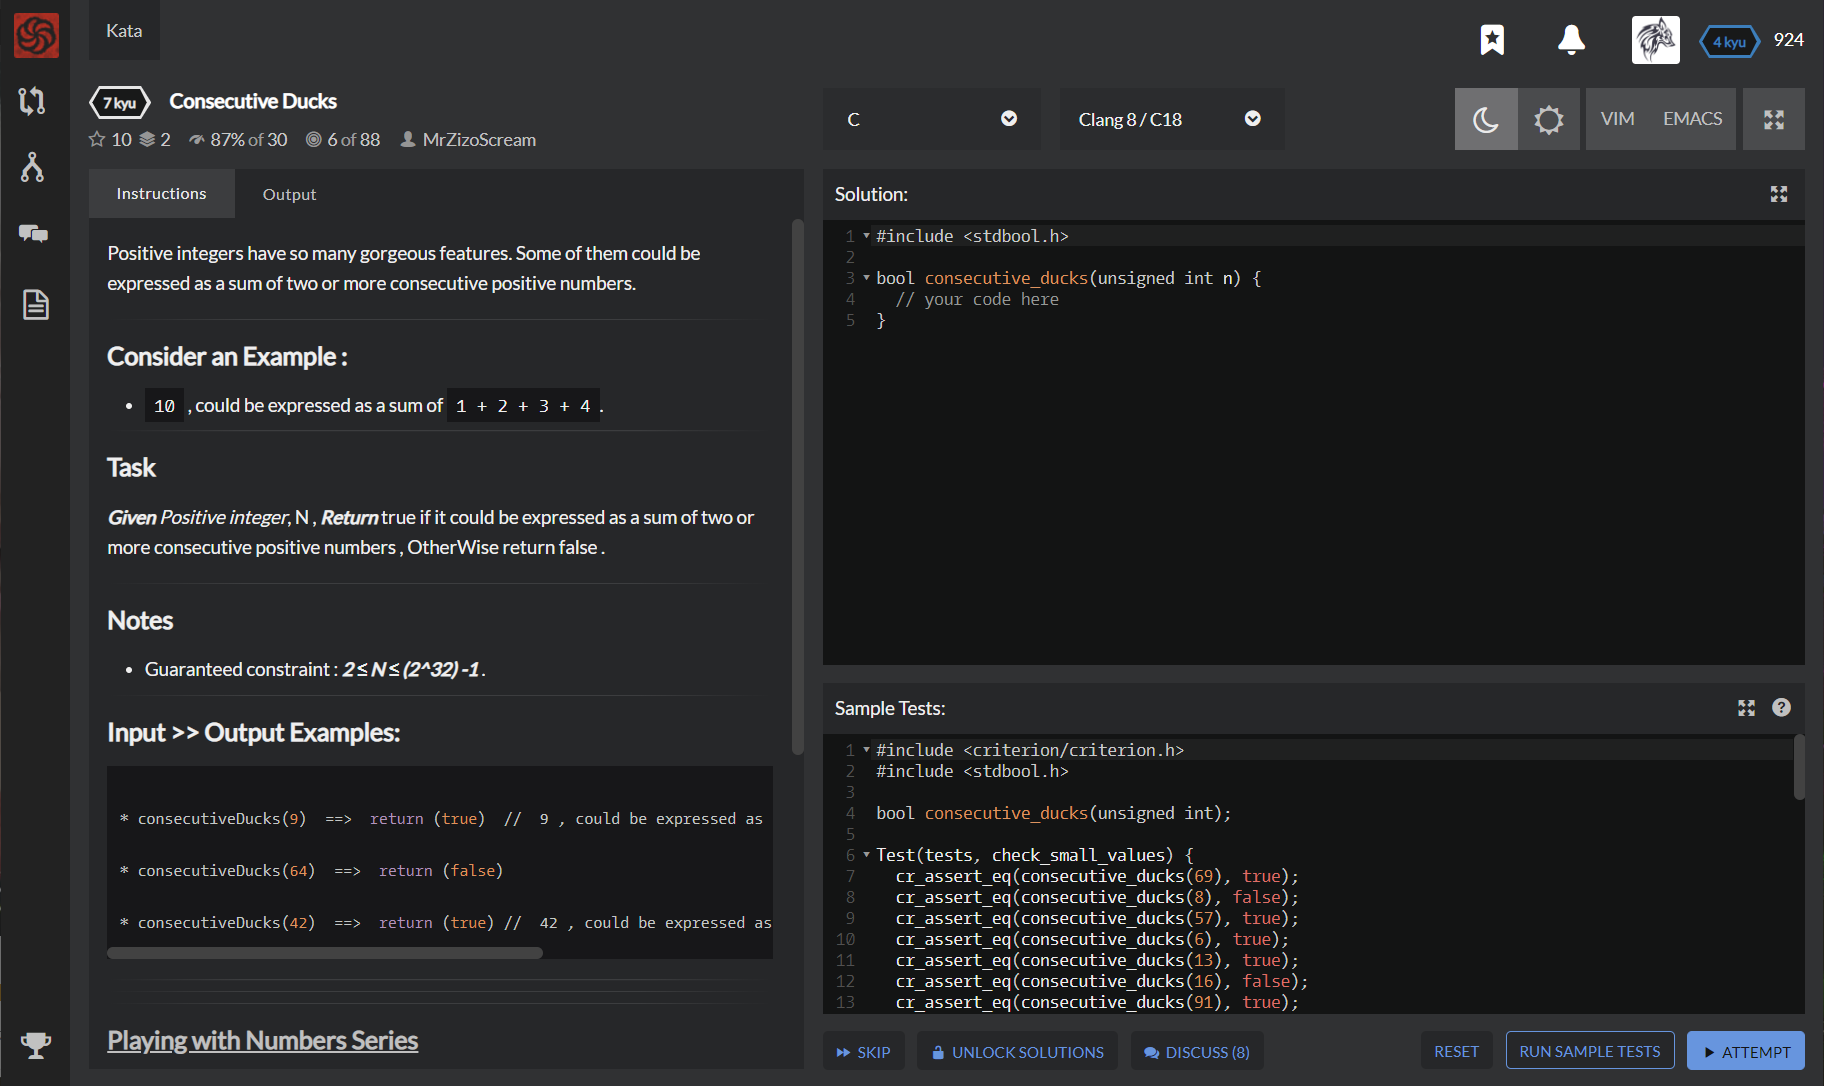 Kata
4 kyu 924
7 kyu Consecutive Ducks
10 2 87% of 30 6 of 88 MrZizoScream
C
Clang 8 / C18
VIM EMACS
Instructions Output
Positive integers have so many gorgeous features. Some of them could be
expressed as a sum of two or more consecutive positive numbers.
Consider an Example :
• 10 , could be expressed as a sum of 1 + 2 + 3 + 4 .
Task
Given Positive integer, N , Return true if it could be expressed as a sum of two or
more consecutive positive numbers , OtherWise return false .
Notes
• Guaranteed constraint : 2 ≤ N ≤ (2^32) -1 .
Input >> Output Examples:
* consecutiveDucks(9) ==> return (true) // 9 , could be expressed as
* consecutiveDucks(64) ==> return (false)
* consecutiveDucks(42) ==> return (true) // 42 , could be expressed as
Playing with Numbers Series
Solution:
1 #include <stdbool.h>
2
3 bool consecutive_ducks(unsigned int n) {
4 // your code here
5 }
Sample Tests:
1 #include <criterion/criterion.h>
2 #include <stdbool.h>
3
4 bool consecutive_ducks(unsigned int);
5
6 Test(tests, check_small_values) {
7 cr_assert_eq(consecutive_ducks(69), true);
8 cr_assert_eq(consecutive_ducks(8), false);
9 cr_assert_eq(consecutive_ducks(57), true);
10 cr_assert_eq(consecutive_ducks(6), true);
11 cr_assert_eq(consecutive_ducks(13), true);
12 cr_assert_eq(consecutive_ducks(16), false);
13 cr_assert_eq(consecutive_ducks(91), true);
SKIP UNLOCK SOLUTIONS DISCUSS (8) RESET RUN SAMPLE TESTS ATTEMPT